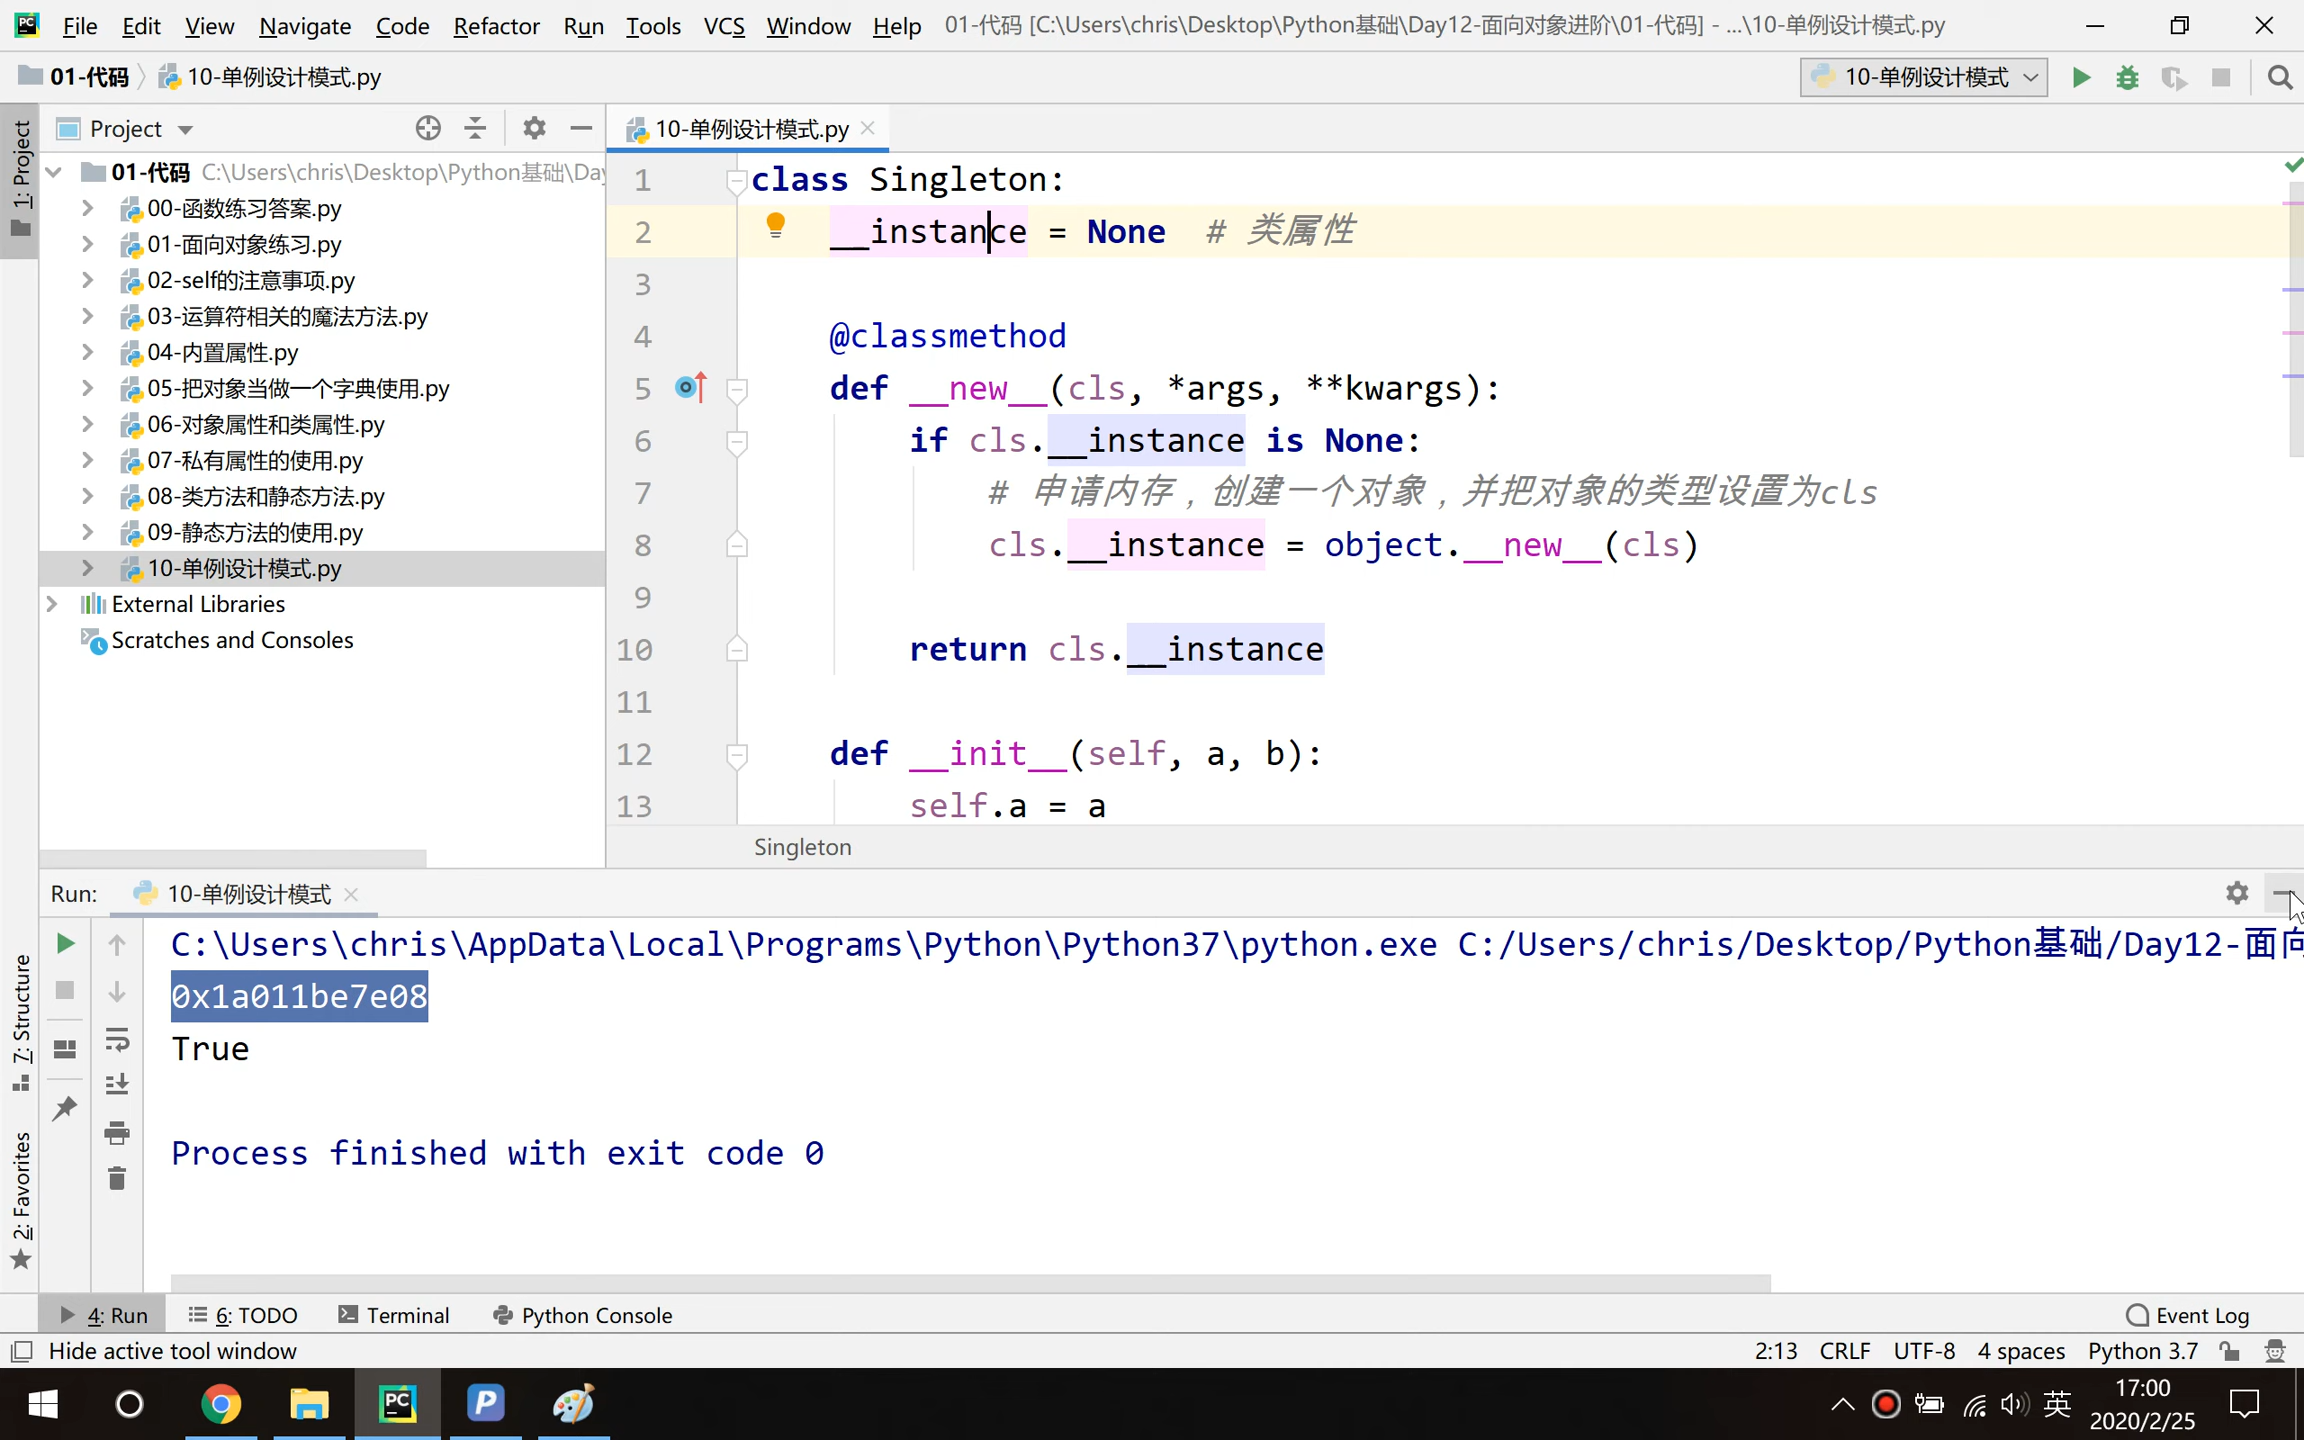 File Edit View Navigate Code Refactor Run Tools VCS Window Help 01-代码 [C:\Users\chris\Desktop\Python基础\Day12-面向对象进阶\01-代码] - ...\10-单例设计模式.py
01-代码 10-单例设计模式.py
10-单例设计模式
1: Project
Project
10-单例设计模式.py
01-代码 C:\Users\chris\Desktop\Python基础\Day
00-函数练习答案.py
01-面向对象练习.py
02-self的注意事项.py
03-运算符相关的魔法方法.py
04-内置属性.py
05-把对象当做一个字典使用.py
06-对象属性和类属性.py
07-私有属性的使用.py
08-类方法和静态方法.py
09-静态方法的使用.py
10-单例设计模式.py
External Libraries
Scratches and Consoles
1 class Singleton:
2 __instance = None # 类属性
3
4 @classmethod
5 def __new__(cls, *args, **kwargs):
6 if cls.__instance is None:
7 # 申请内存，创建一个对象，并把对象的类型设置为cls
8 cls.__instance = object.__new__(cls)
9
10 return cls.__instance
11
12 def __init__(self, a, b):
13 self.a = a
Singleton
Run: 10-单例设计模式
7: Structure
2: Favorites
C:\Users\chris\AppData\Local\Programs\Python\Python37\python.exe C:/Users/chris/Desktop/Python基础/Day12-面向
0x1a011be7e08
True
Process finished with exit code 0
4: Run 6: TODO Terminal Python Console Event Log
Hide active tool window 2:13 CRLF UTF-8 4 spaces Python 3.7
英 17:00
2020/2/25